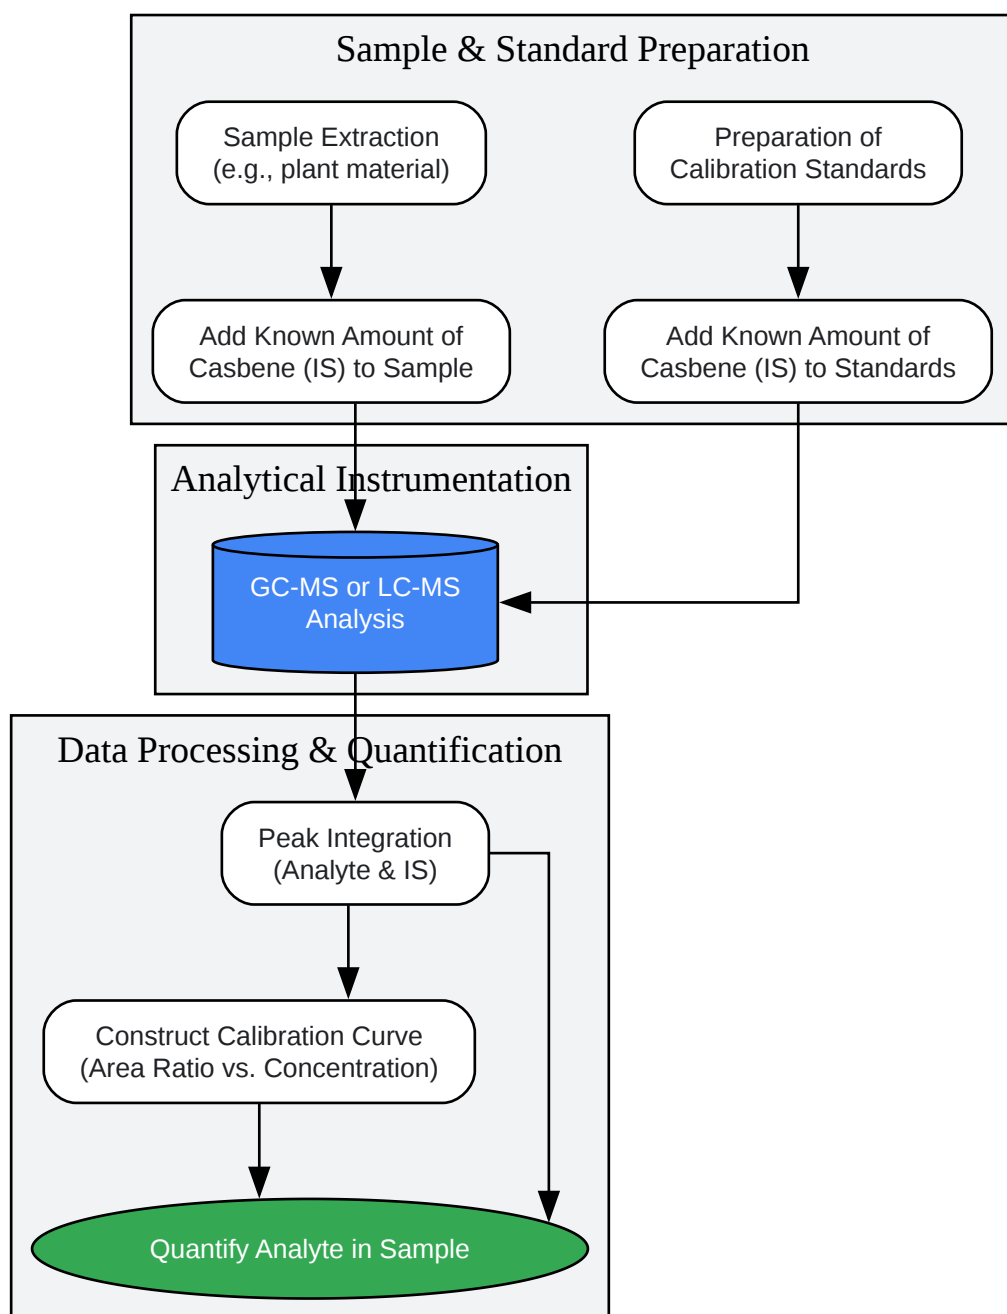 Sample & Standard Preparation
Sample Extraction
(e.g., plant material)
Preparation of
Calibration Standards
Add Known Amount of
Casbene (IS) to Sample
Add Known Amount of
Casbene (IS) to Standards
Analytical Instrumentation
GC-MS or LC-MS
Analysis
Data Processing & Quantification
Peak Integration
(Analyte & IS)
Construct Calibration Curve
(Area Ratio vs. Concentration)
Quantify Analyte in Sample